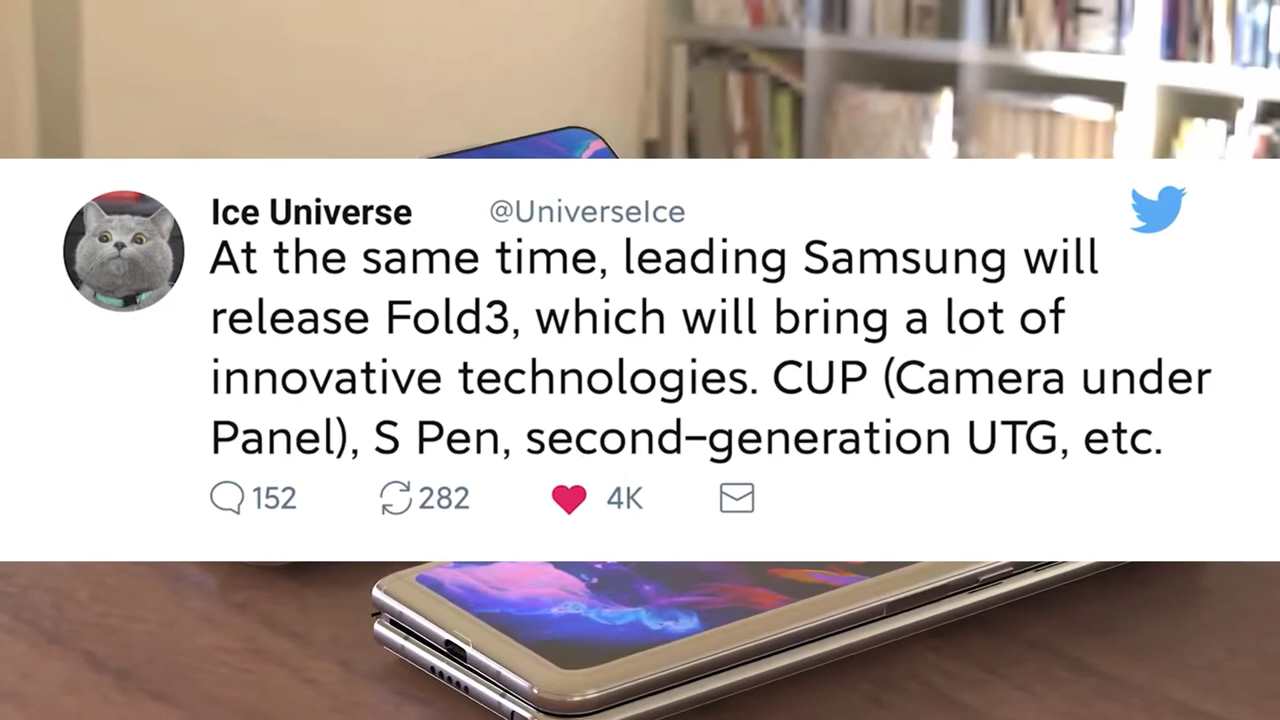 Ice Universe @UniverseIce
At the same time, leading Samsung will
release Fold3, which will bring a lot of
innovative technologies. CUP (Camera under
Panel), S Pen, second-generation UTG, etc.
152 282 4K